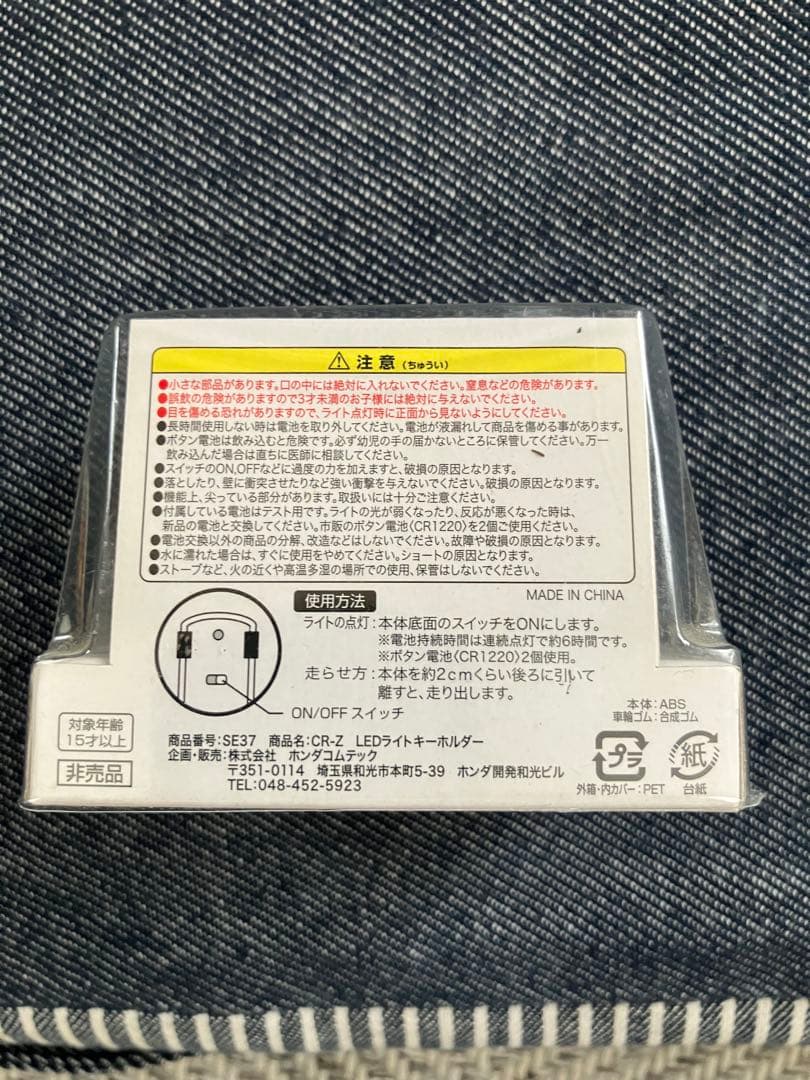 ⚠ 注意 (ちゅうい)
●小さな部品があります。口の中には絶対に入れないでください。窒息などの危険があります。
●誤飲の危険がありますので3才未満のお子様には絶対に与えないでください。
●目を傷める恐れがありますので、ライト点灯時に正面から見ないようにしてください。
●長時間使用しない時は電池を取り外してください。電池が液漏れして商品を傷める事があります。
●ボタン電池は飲み込むと危険です。必ず幼児の手の届かないところに保管してください。万一
飲み込んだ場合は直ちに医師に相談してください。
●スイッチのON,OFFなどに過度の力を加えますと、破損の原因となります。
●落としたり、壁に衝突させたりなど強い衝撃を与えないでください。破損の原因となります。
●機能上、尖っている部分があります。取扱いには十分ご注意ください。
●付属している電池はテスト用です。ライトの光が弱くなったり、反応が悪くなった時は、
新品の電池と交換してください。市販のボタン電池〈CR1220〉を2個ご使用ください。
●電池交換以外の商品の分解、改造などはしないでください。故障や破損の原因となります。
●水に濡れた場合は、すぐに使用をやめてください。ショートの原因となります。
●ストーブなど、火の近くや高温多湿の場所での使用、保管はしないでください。
MADE IN CHINA
使用方法
ライトの点灯:本体底面のスイッチをONにします。
※電池持続時間は連続点灯で約6時間です。
※ボタン電池〈CR1220〉2個使用。
走らせ方:本体を約2cmくらい後ろに引いて
離すと、走り出します。
ON/OFFスイッチ
対象年齢
15才以上
非売品
商品番号:SE37 商品名:CR-Z LEDライトキーホルダー
企画・販売:株式会社 ホンダコムテック
〒351-0114 埼玉県和光市本町5-39 ホンダ開発和光ビル
TEL:048-452-5923
本体:ABS
車輪ゴム:合成ゴム
プラ
外箱・内カバー:PET
紙
台紙